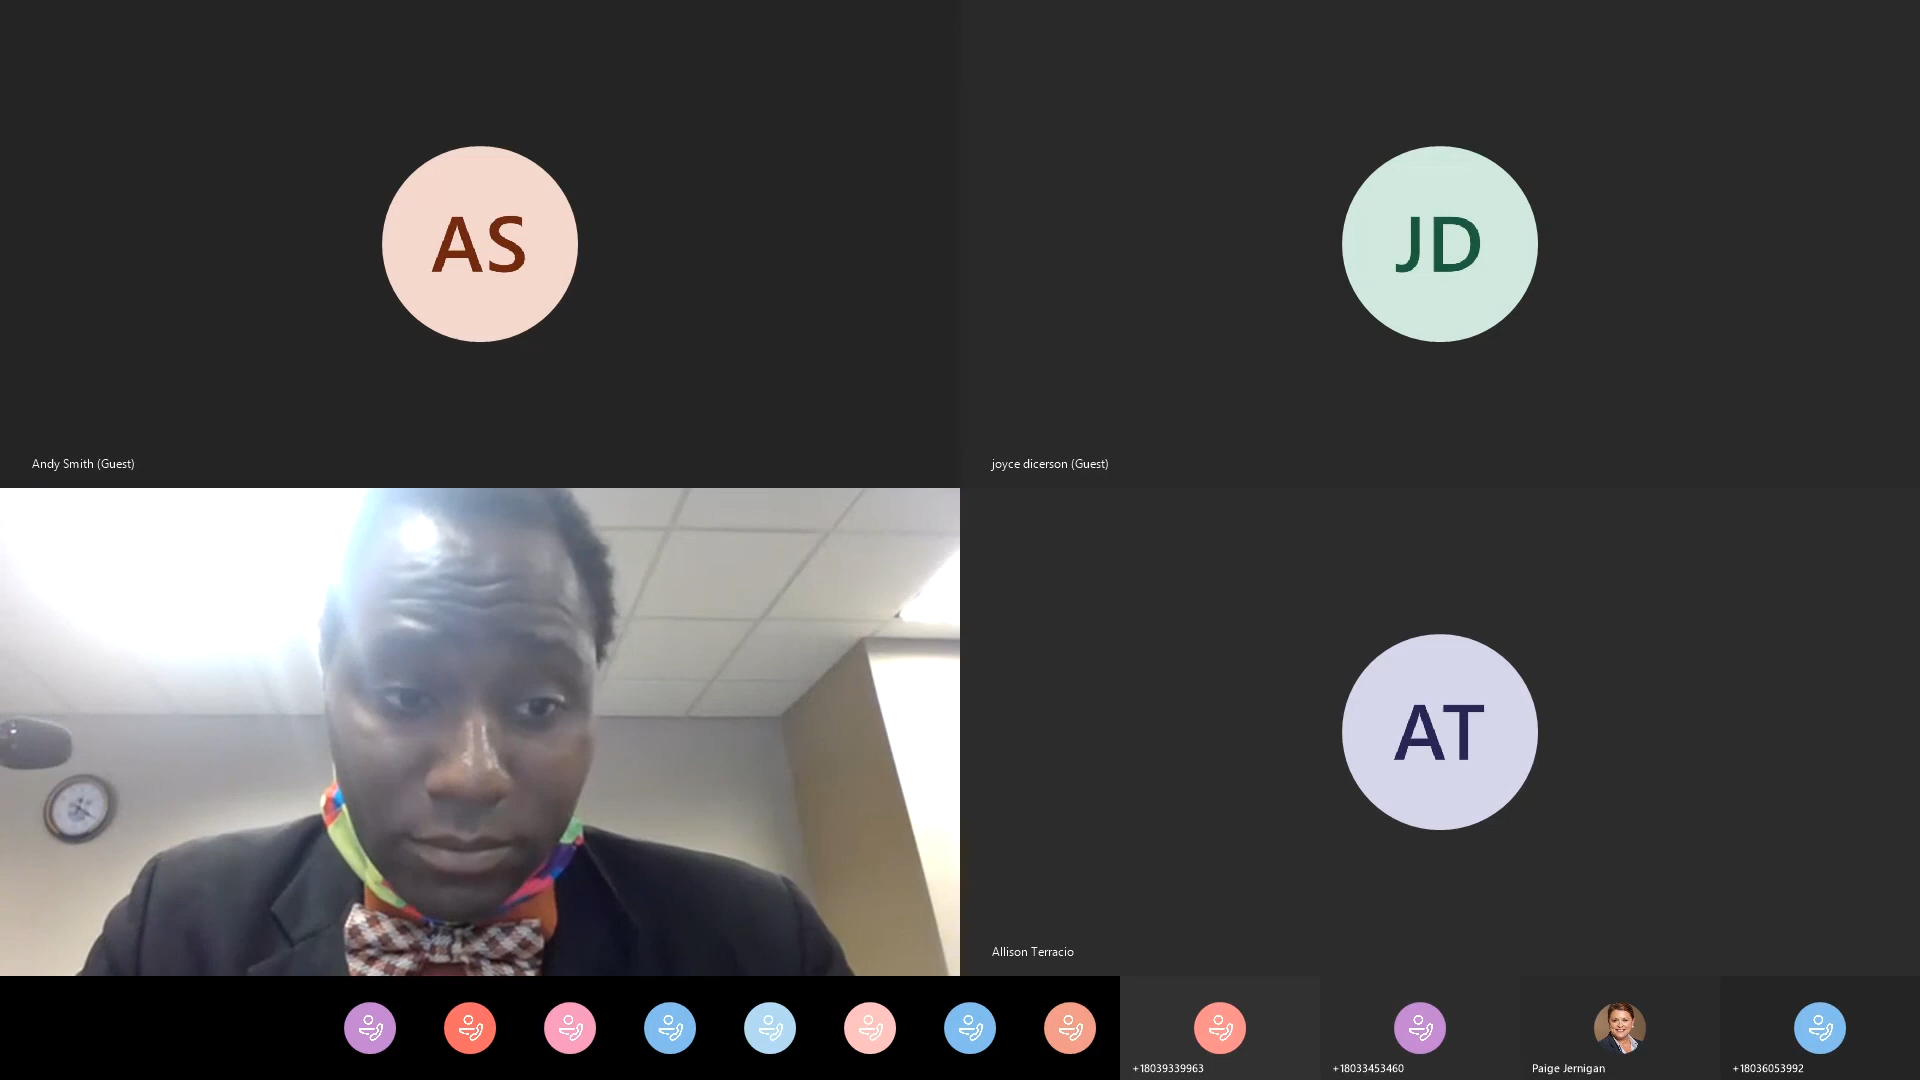 AS
JD
Andy Smith (Guest)
joyce dicerson (Guest)
AT
Allison Terracio
+18039339963
+18033453460
Paige Jernigan
+18036053992